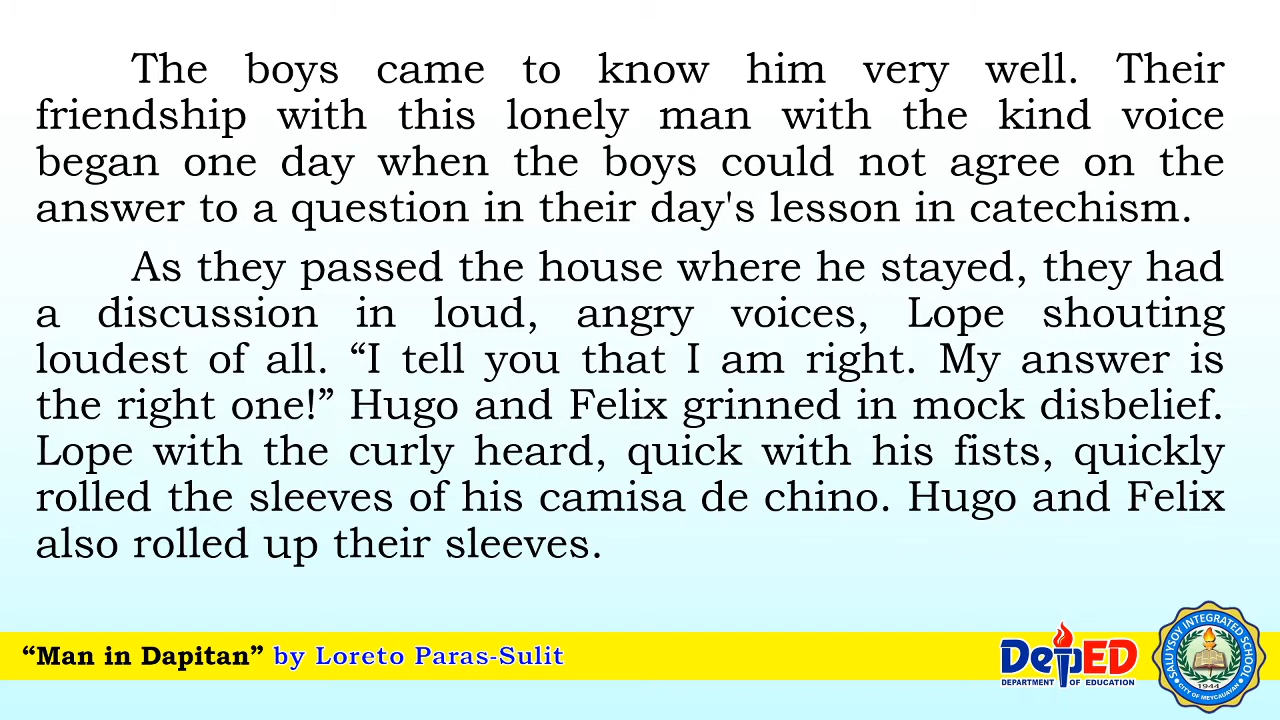 The boys came to know him very well. Their
friendship with this lonely man with the kind voice
began one day when the boys could not agree on the
answer to a question in their day's lesson in catechism.
As they passed the house where he stayed, they had
a discussion in loud, angry voices, Lope shouting
loudest of all. “I tell you that I am right. My answer is
the right one!” Hugo and Felix grinned in mock disbelief.
Lope with the curly heard, quick with his fists, quickly
rolled the sleeves of his camisa de chino. Hugo and Felix
also rolled up their sleeves.
“Man in Dapitan” by Loreto Paras-Sulit
DepED
DEPARTMENT OF EDUCATION
SALUYSOY INTEGRATED SCHOOL
1944
CITY OF MEYCAUAYAN